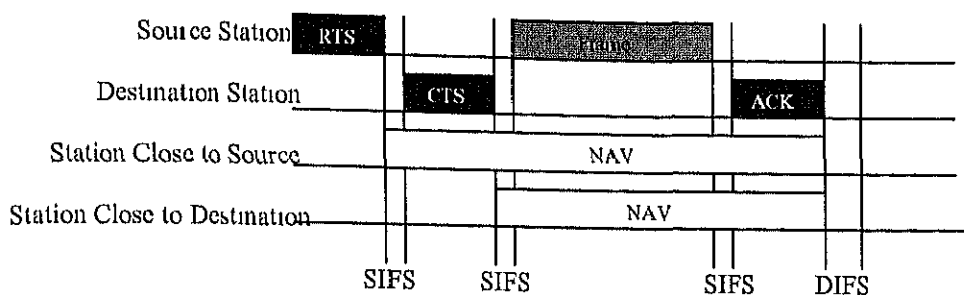 Source Station RTS Frame
Destination Station CTS ACK
Station Close to Source NAV
Station Close to Destination NAV
SIFS SIFS SIFS DIFS